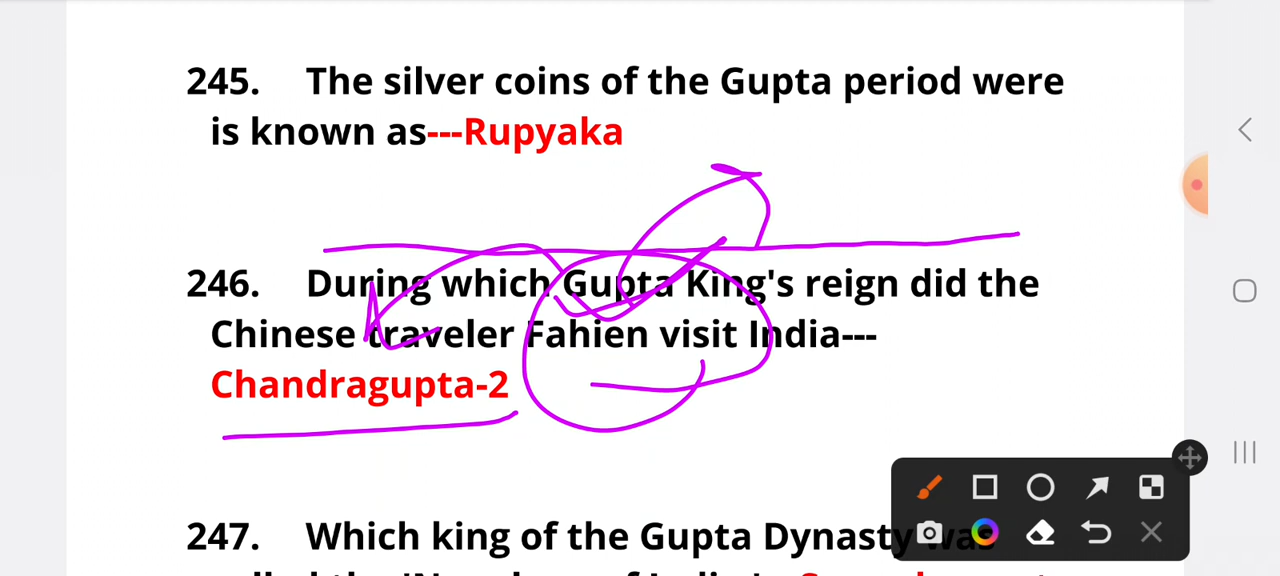 245. The silver coins of the Gupta period were
is known as---Rupyaka
246. During which Gupta King's reign did the
Chinese traveler Fahien visit India---
Chandragupta-2
247. Which king of the Gupta Dynasty was